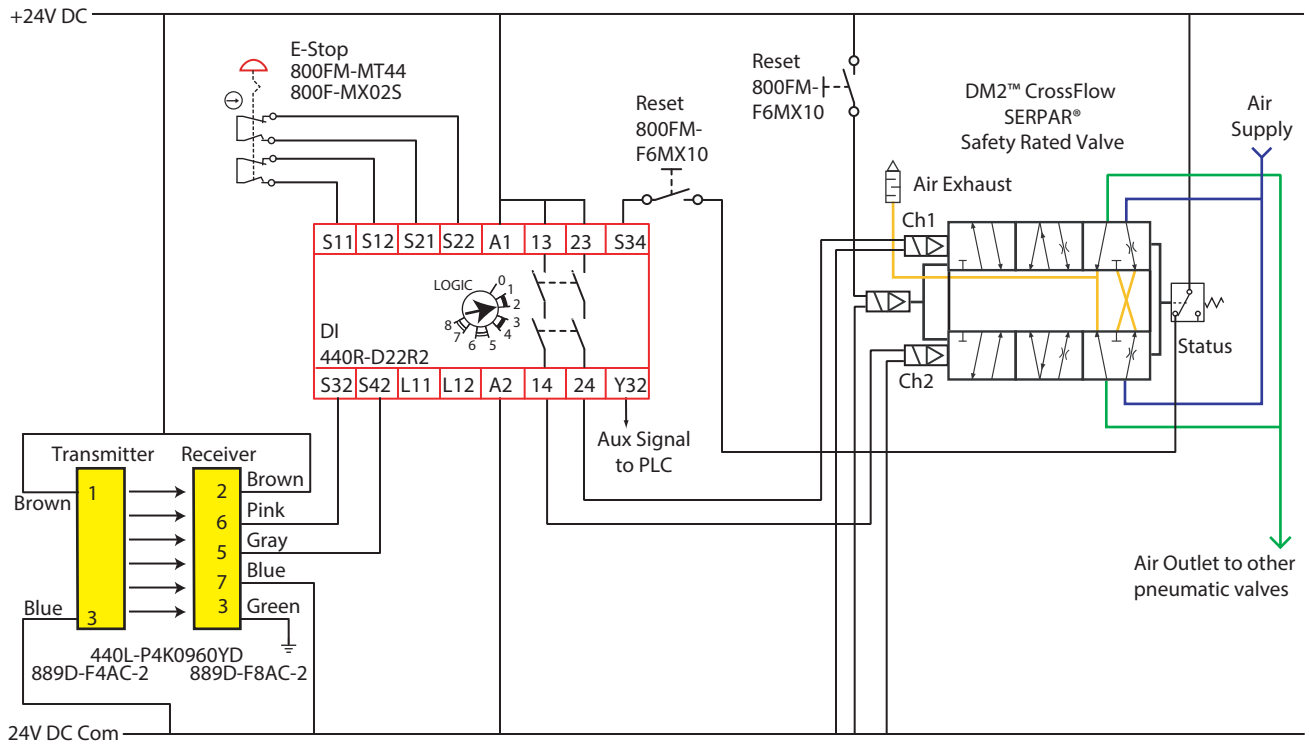 +24V DC
E-Stop
800FM-MT44
800F-MX02S
Reset
800FM-
F6MX10
Reset
800FM-
F6MX10
DM2™ CrossFlow
SERPAR®
Safety Rated Valve
Air
Supply
Air Exhaust
Ch1
S11 S12 S21 S22 A1 13 23 S34
LOGIC
0
1
2
3
4
5
6
7
8
DI
440R-D22R2
S32 S42 L11 L12 A2 14 24 Y32
Ch2
Status
Aux Signal
to PLC
Transmitter
Receiver
Brown
1
2
Brown
6
Pink
5
Gray
7
Blue
Blue
3
3
Green
440L-P4K0960YD
889D-F4AC-2
889D-F8AC-2
Air Outlet to other
pneumatic valves
24V DC Com